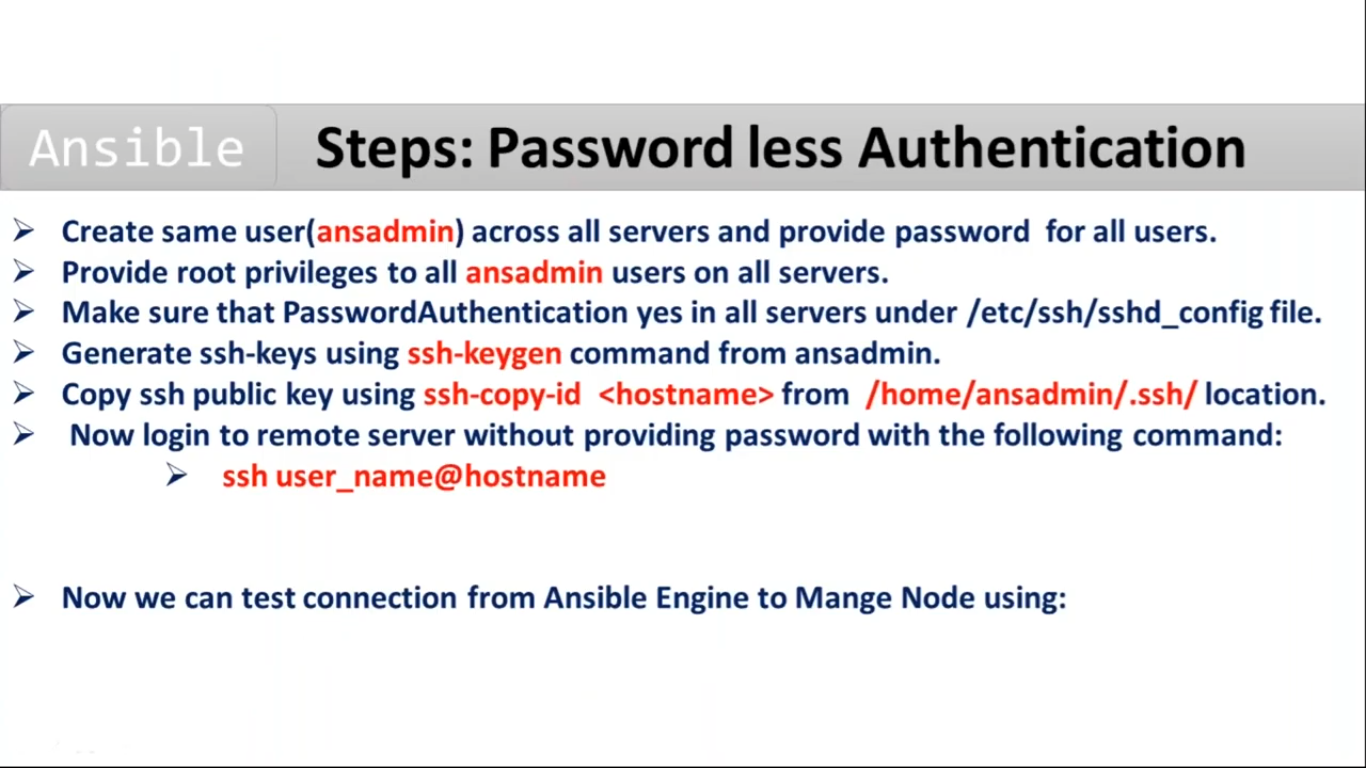 Ansible
Steps: Password less Authentication
Create same user(ansadmin) across all servers and provide password for all users.
Provide root privileges to all ansadmin users on all servers.
Make sure that PasswordAuthentication yes in all servers under /etc/ssh/sshd_config file.
Generate ssh-keys using ssh-keygen command from ansadmin.
Copy ssh public key using ssh-copy-id <hostname> from /home/ansadmin/.ssh/ location.
Now login to remote server without providing password with the following command:
ssh user_name@hostname
Now we can test connection from Ansible Engine to Mange Node using: